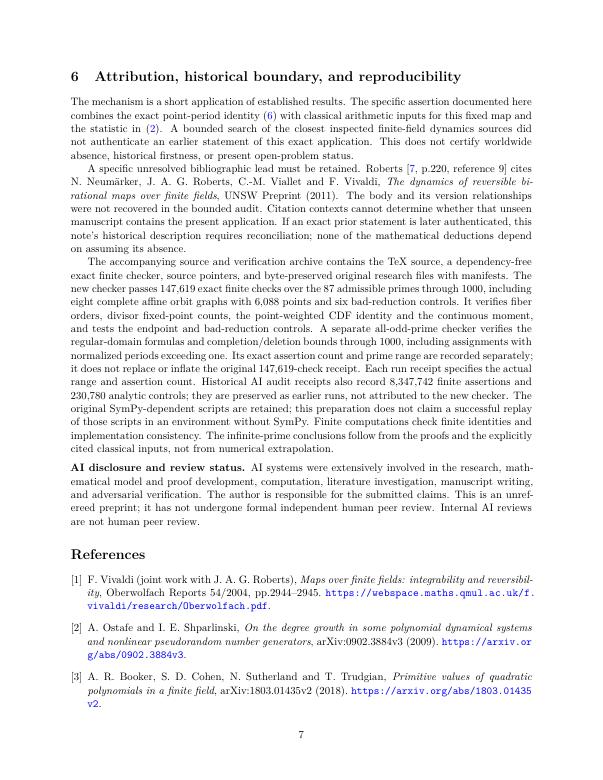 6 Attribution, historical boundary, and reproducibility
The mechanism is a short application of established results. The specific assertion documented here
combines the exact point-period identity (6) with classical arithmetic inputs for this fixed map and
the statistic in (2). A bounded search of the closest inspected finite-field dynamics sources did
not authenticate an earlier statement of this exact application. This does not certify worldwide
absence, historical firstness, or present open-problem status.
A specific unresolved bibliographic lead must be retained. Roberts [7, p.220, reference 9] cites
N. Neumärker, J. A. G. Roberts, C.-M. Viallet and F. Vivaldi, The dynamics of reversible bi-
rational maps over finite fields, UNSW Preprint (2011). The body and its version relationships
were not recovered in the bounded audit. Citation contexts cannot determine whether that unseen
manuscript contains the present application. If an exact prior statement is later authenticated, this
note's historical description requires reconciliation; none of the mathematical deductions depend
on assuming its absence.
The accompanying source and verification archive contains the TeX source, a dependency-free
exact finite checker, source pointers, and byte-preserved original research files with manifests. The
new checker passes 147,619 exact finite checks over the 87 admissible primes through 1000, including
eight complete affine orbit graphs with 6,088 points and six bad-reduction controls. It verifies fiber
orders, divisor fixed-point counts, the point-weighted CDF identity and the continuous moment,
and tests the endpoint and bad-reduction controls. A separate all-odd-prime checker verifies the
regular-domain formulas and completion/deletion bounds through 1000, including assignments with
normalized periods exceeding one. Its exact assertion count and prime range are recorded separately;
it does not replace or inflate the original 147,619-check receipt. Each run receipt specifies the actual
range and assertion count. Historical AI audit receipts also record 8,347,742 finite assertions and
230,780 analytic controls; they are preserved as earlier runs, not attributed to the new checker. The
original SymPy-dependent scripts are retained; this preparation does not claim a successful replay
of those scripts in an environment without SymPy. Finite computations check finite identities and
implementation consistency. The infinite-prime conclusions follow from the proofs and the explicitly
cited classical inputs, not from numerical extrapolation.
AI disclosure and review status. AI systems were extensively involved in the research, math-
ematical model and proof development, computation, literature investigation, manuscript writing,
and adversarial verification. The author is responsible for the submitted claims. This is an unref-
ereed preprint; it has not undergone formal independent human peer review. Internal AI reviews
are not human peer review.
References
[1] F. Vivaldi (joint work with J. A. G. Roberts), Maps over finite fields: integrability and reversibil-
ity, Oberwolfach Reports 54/2004, pp.2944–2945. https://webspace.maths.qmul.ac.uk/f.
vivaldi/research/Oberwolfach.pdf.
[2] A. Ostafe and I. E. Shparlinski, On the degree growth in some polynomial dynamical systems
and nonlinear pseudorandom number generators, arXiv:0902.3884v3 (2009). https://arxiv.or
g/abs/0902.3884v3.
[3] A. R. Booker, S. D. Cohen, N. Sutherland and T. Trudgian, Primitive values of quadratic
polynomials in a finite field, arXiv:1803.01435v2 (2018). https://arxiv.org/abs/1803.01435
v2.
7